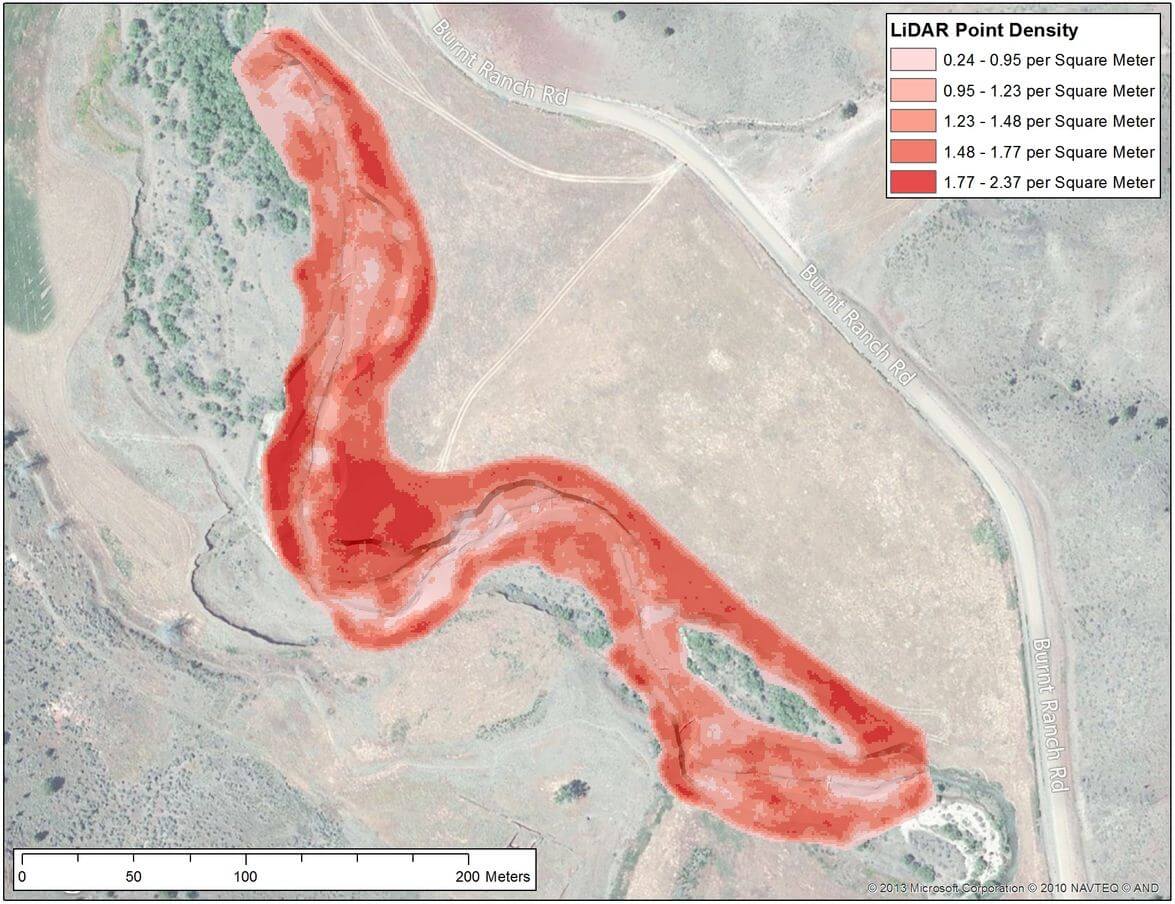 LiDAR Point Density
0.24 - 0.95 per Square Meter
0.95 - 1.23 per Square Meter
1.23 - 1.48 per Square Meter
1.48 - 1.77 per Square Meter
1.77 - 2.37 per Square Meter
Burnt Ranch Rd
Burnt Ranch Rd
Burnt Ranch Rd
0 50 100 200 Meters
© 2013 Microsoft Corporation © 2010 NAVTEQ © AND